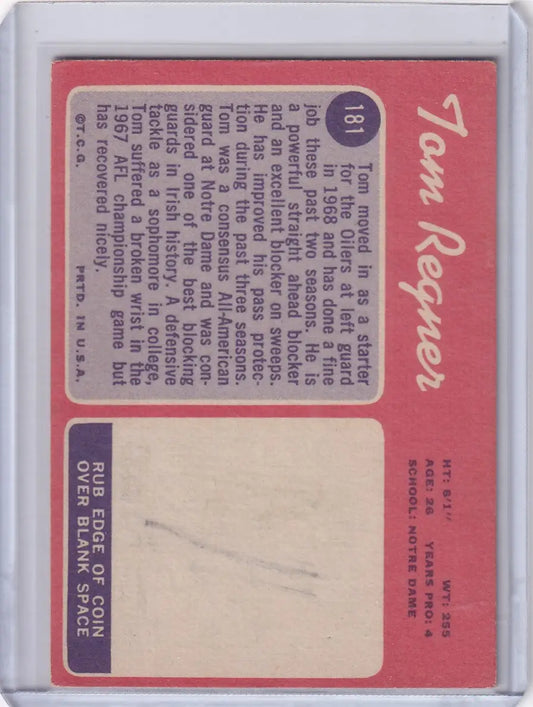 Tom Regner
HT: 6'1" WT: 255
AGE: 26 YEARS PRO: 4
SCHOOL: NOTRE DAME
181
Tom moved in as a starter
for the Oilers at left guard
in 1968 and has done a fine
job these past two seasons. He is
a powerful straight ahead blocker
and an excellent blocker on sweeps.
He has improved his pass protec-
tion during the past three seasons.
Tom was a consensus All-American
guard at Notre Dame and was con-
sidered one of the best blocking
guards in Irish history. A defensive
tackle as a sophomore in college,
Tom suffered a broken wrist in the
1967 AFL championship game but
has recovered nicely.
©T.C.G. PRTD. IN U.S.A.
RUB EDGE OF COIN
OVER BLANK SPACE